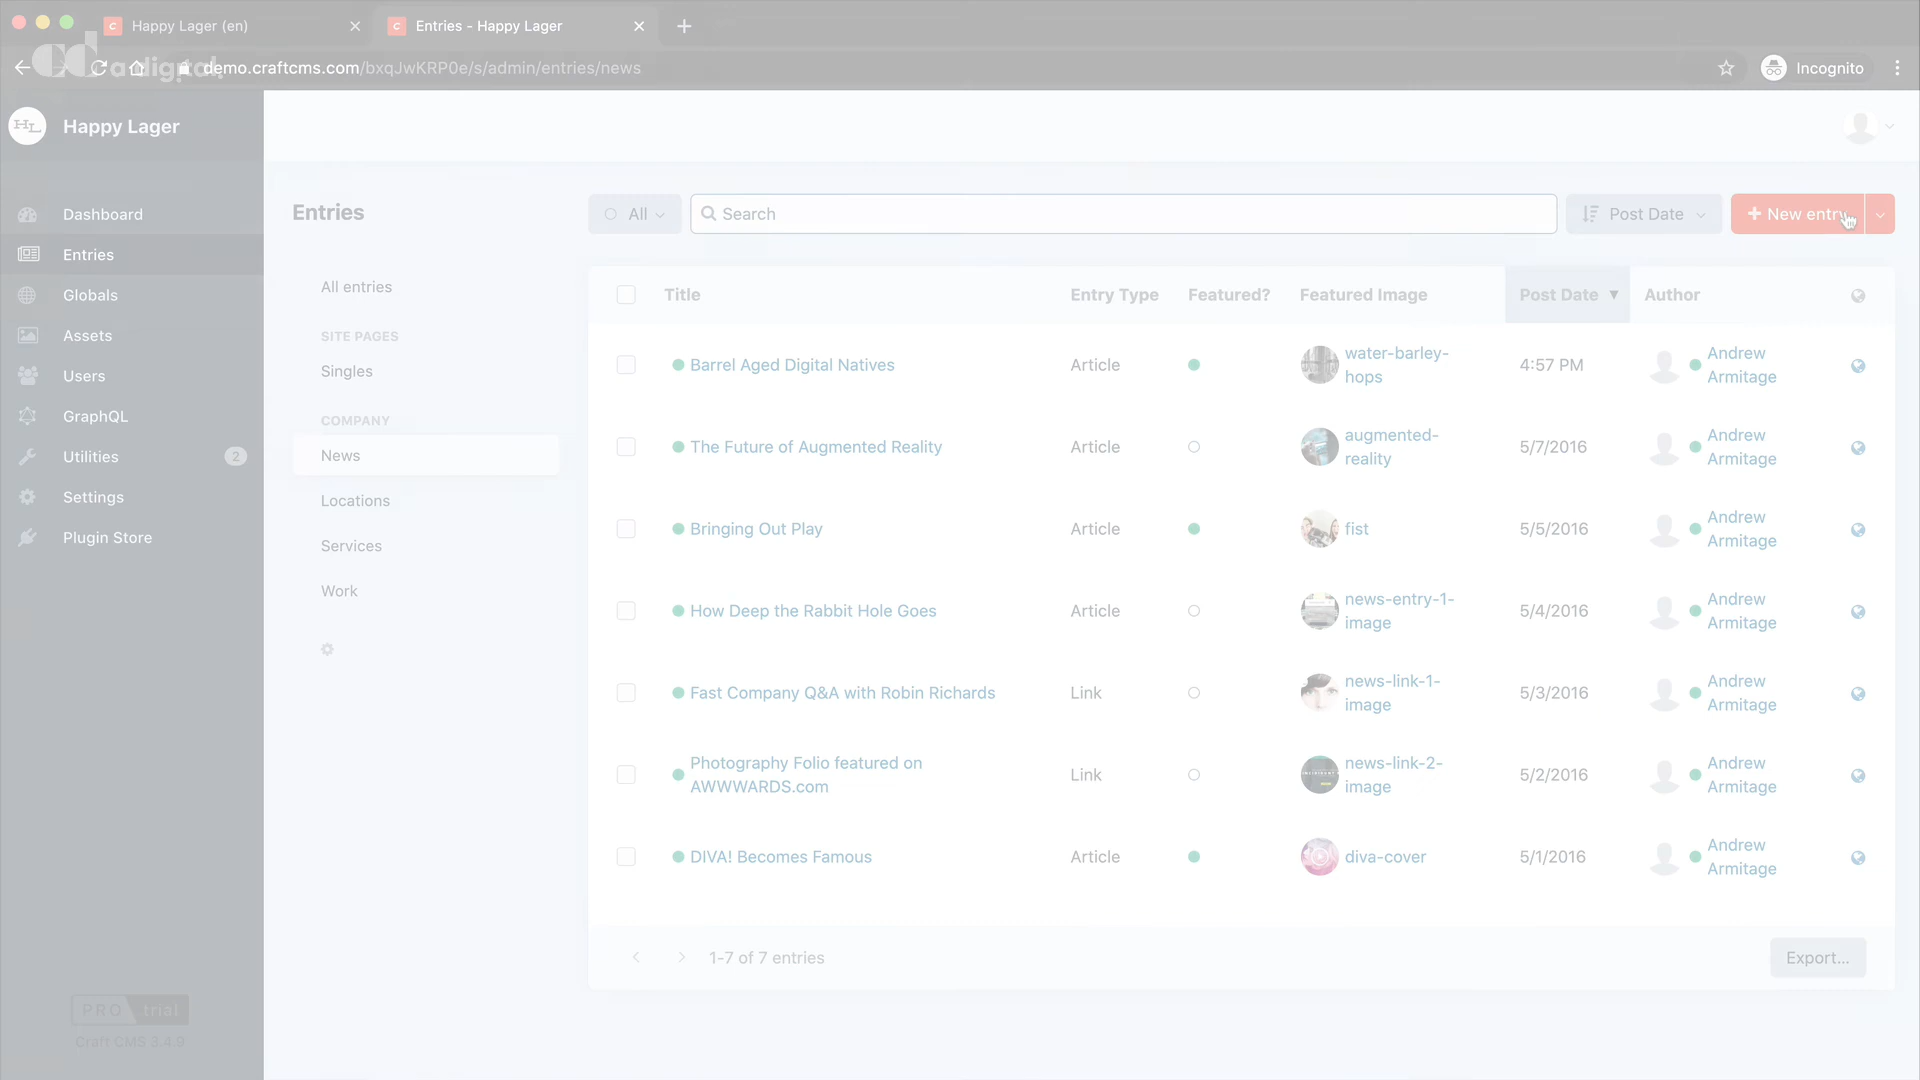 Happy Lager (en)
Entries - Happy Lager
adigital
demo.craftcms.com/bxqJwKRP0e/s/admin/entries/news
Incognito
HL
Happy Lager
Dashboard
Entries
Globals
Assets
Users
GraphQL
Utilities 2
Settings
Plugin Store
PRO trial
Craft CMS 3.4.9
Entries
All entries
SITE PAGES
Singles
COMPANY
News
Locations
Services
Work
All
Search
Post Date
+ New entry
Title Entry Type Featured? Featured Image Post Date ▼ Author
Barrel Aged Digital Natives Article water-barley-hops 4:57 PM Andrew Armitage
The Future of Augmented Reality Article augmented-reality 5/7/2016 Andrew Armitage
Bringing Out Play Article fist 5/5/2016 Andrew Armitage
How Deep the Rabbit Hole Goes Article news-entry-1-image 5/4/2016 Andrew Armitage
Fast Company Q&A with Robin Richards Link news-link-1-image 5/3/2016 Andrew Armitage
Photography Folio featured on AWWWARDS.com Link news-link-2-image 5/2/2016 Andrew Armitage
DIVA! Becomes Famous Article diva-cover 5/1/2016 Andrew Armitage
1-7 of 7 entries
Export...